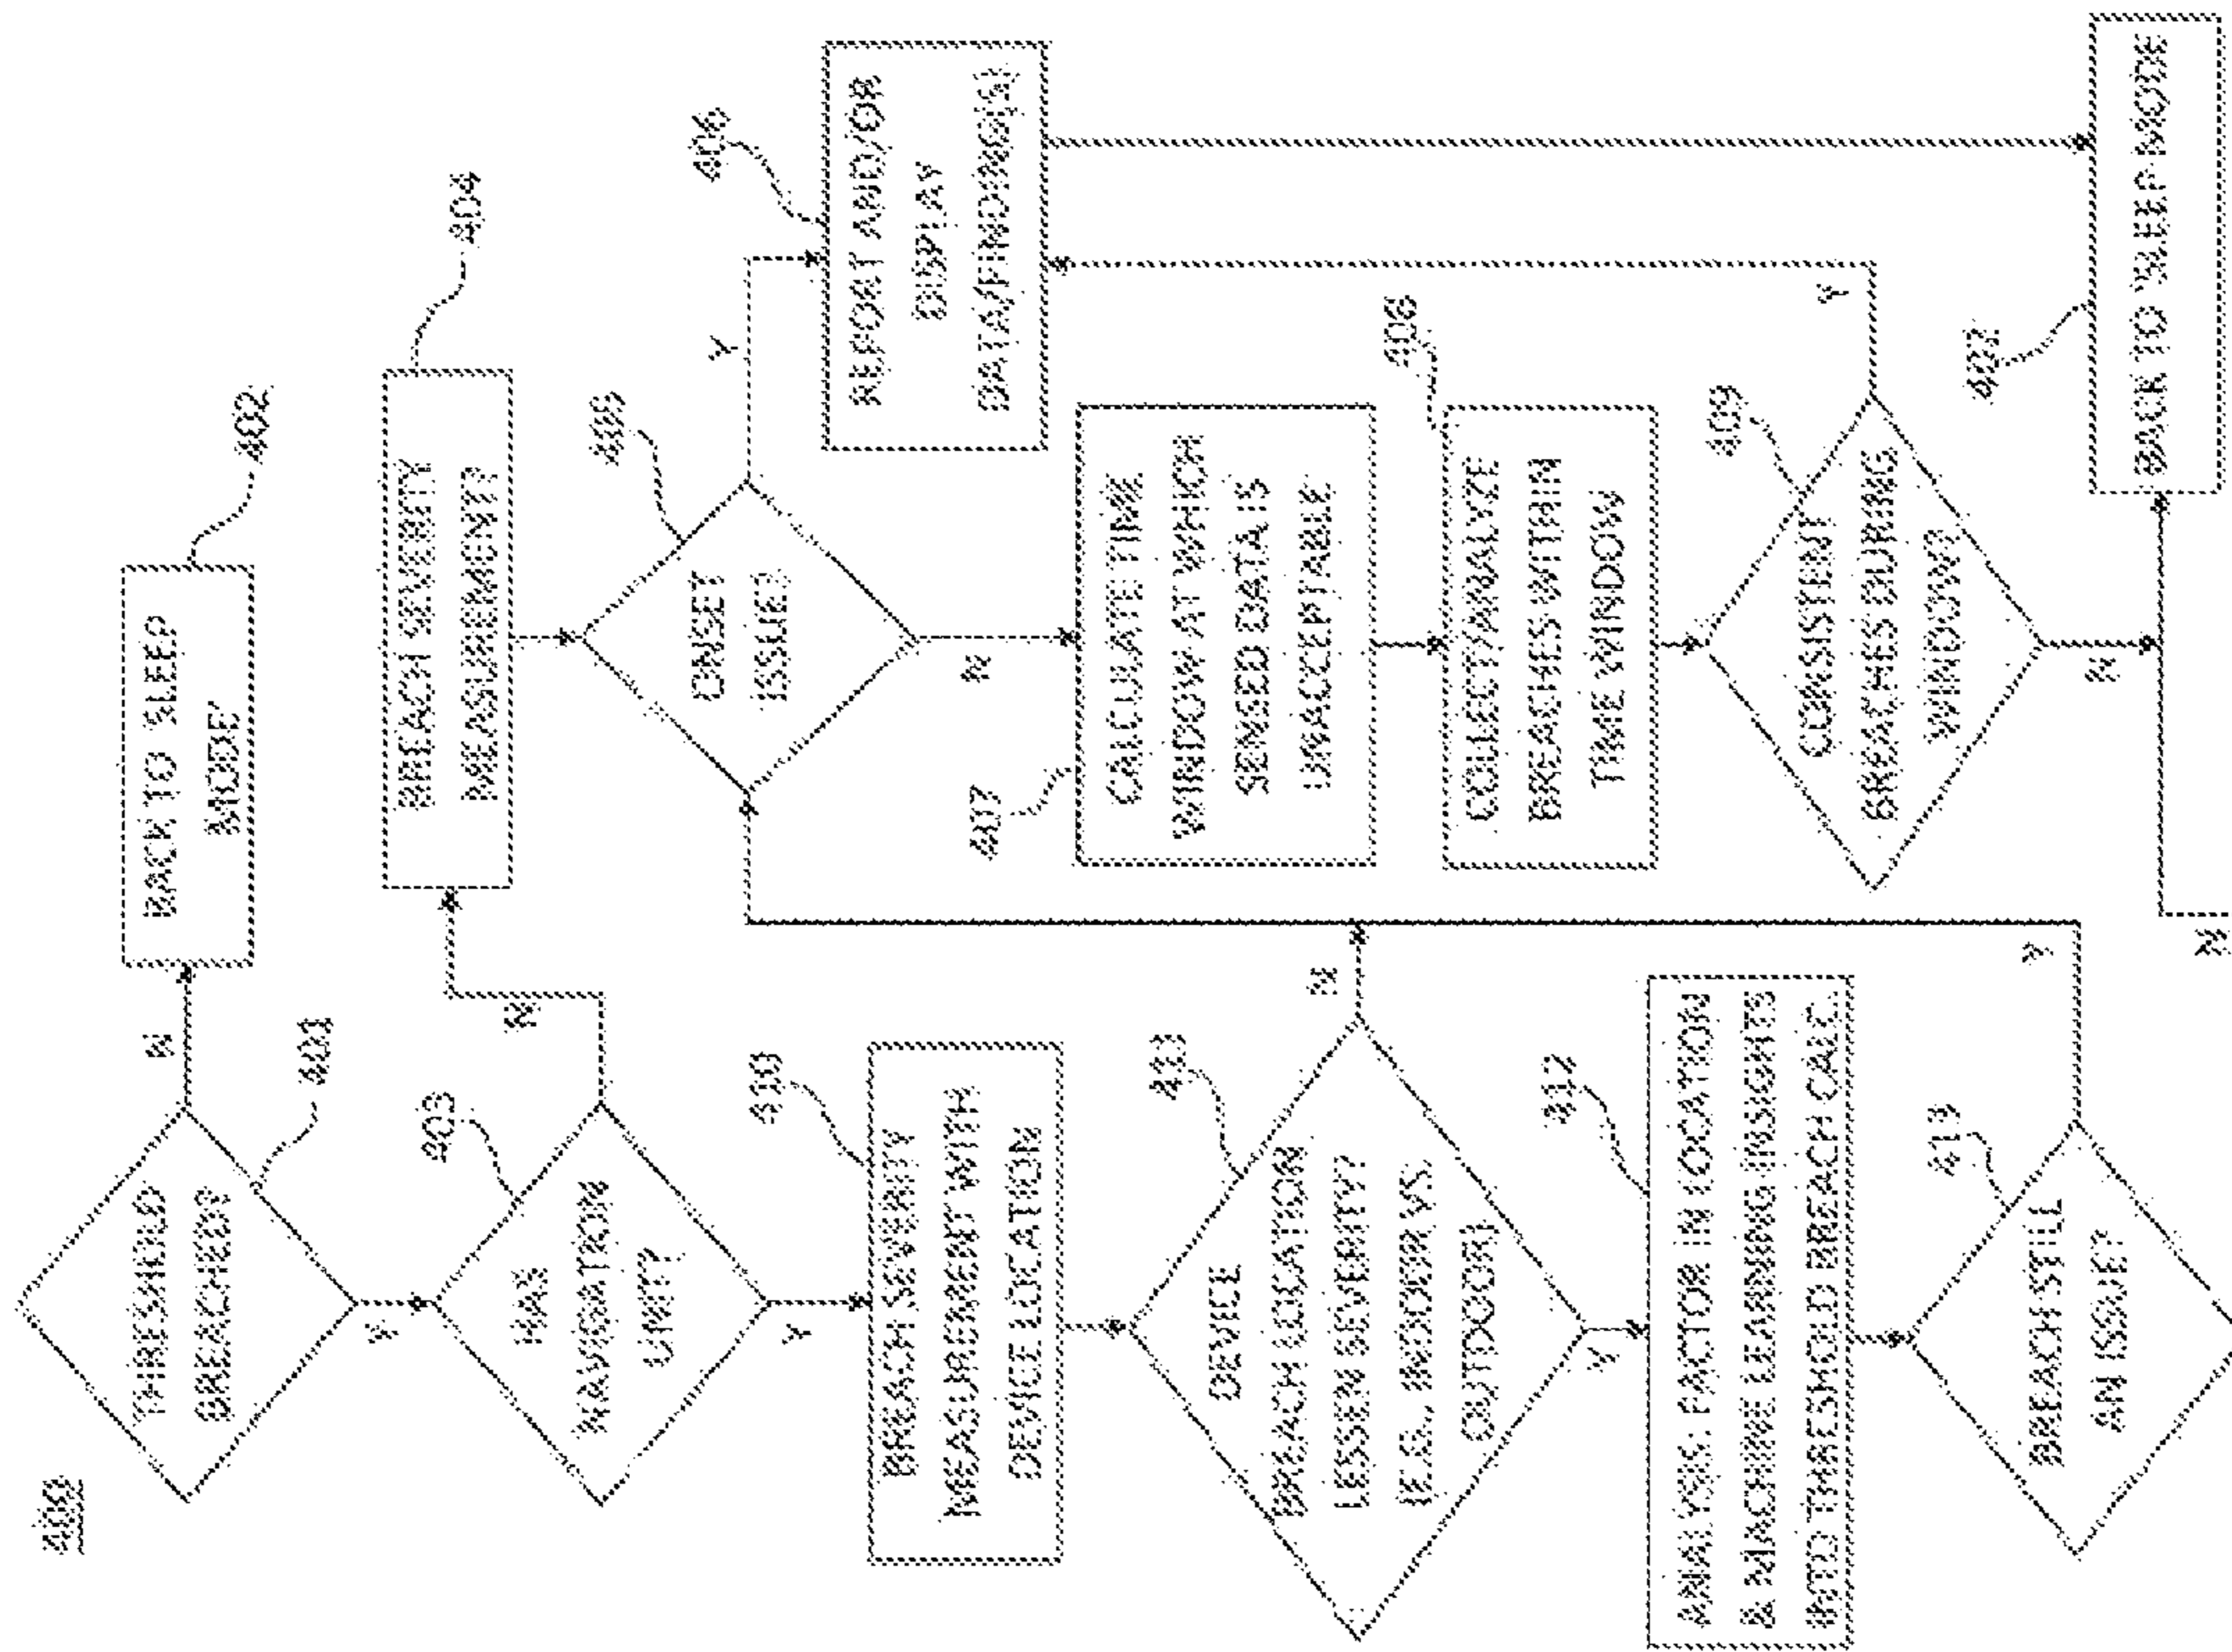 400
THRESHOLD
BREACHED?
401
N
BACK TO 'SLEEP
MODE'
402
Y
HAS
NAVIGATION
UNIT?
403
N
BREACH SEVERITY
MEASUREMENT?
404
Y
BREACH SEVERITY
MEASUREMENT WITH
DEVICE LOCATION
410
ONSET
ISSUE?
405
Y
REPORT AND/OR
DISPLAY
DATA/FINDING(S)
406
N
CALCULATE TIME
WINDOW AT WHICH
SENSED DATA IS
UNACCEPTABLE
407
DEVICE
BREACH LOCATION
LESSEN SEVERITY?
(E.G., INDOOR VS.
OUTDOOR)
411
N
COLLECT/ANALYZE
BREACHES WITHIN
TIME WINDOW
408
Y
ANALYSIS: FACTOR IN LOCATION
& MACHINE LEARNING INSIGHTS
INTO THRESHOLD BREACH CALC.
412
CONSISTENT
BREACHES DURING
WINDOW?
409
Y
BREACH STILL
AN ISSUE?
413
Y
N
BACK TO 'SLEEP MODE'
402'
N